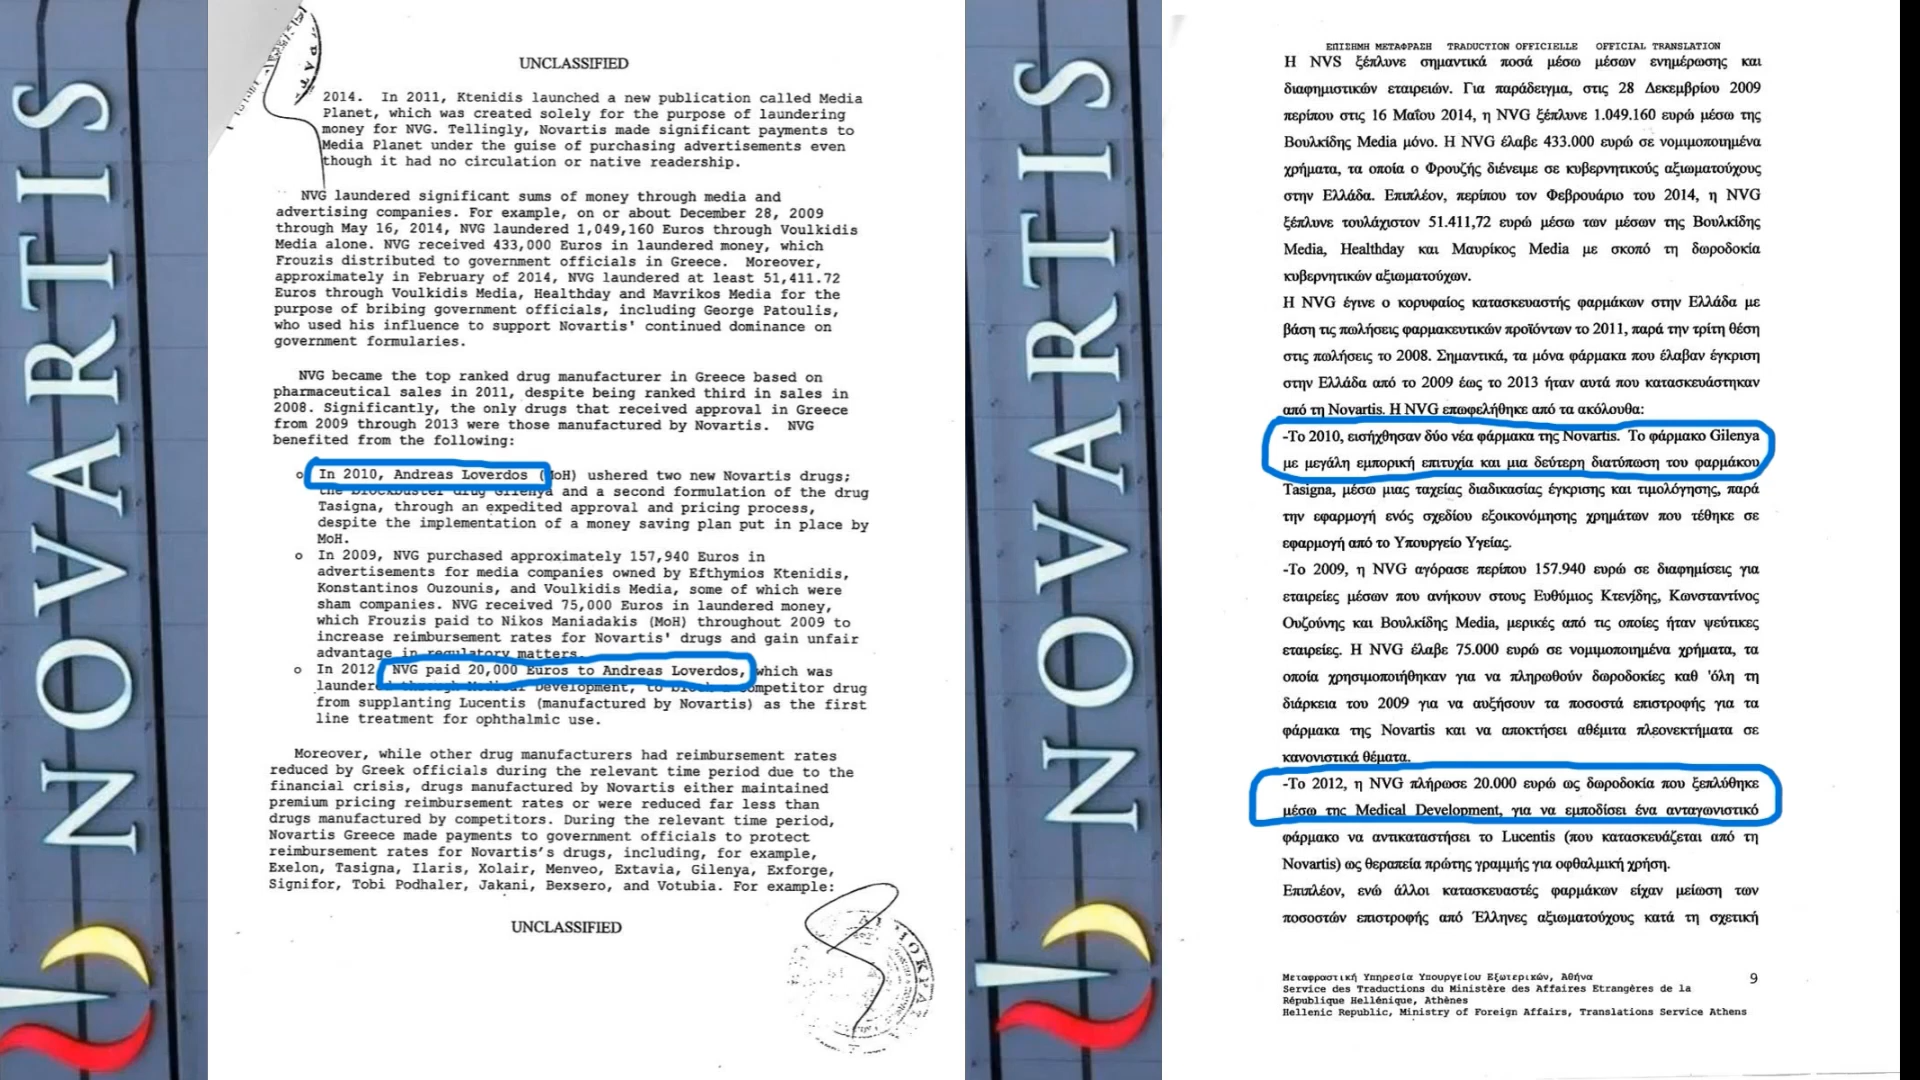 NOVARTIS
UNCLASSIFIED
2014. In 2011, Ktenidis launched a new publication called Media
Planet, which was created solely for the purpose of laundering
money for NVG. Tellingly, Novartis made significant payments to
Media Planet under the guise of purchasing advertisements even
though it had no circulation or native readership.
NVG laundered significant sums of money through media and
advertising companies. For example, on or about December 28, 2009
through May 16, 2014, NVG laundered 1,049,160 Euros through Voulkidis
Media alone. NVG received 433,000 Euros in laundered money, which
Frouzis distributed to government officials in Greece. Moreover,
approximately in February of 2014, NVG laundered at least 51,411.72
Euros through Voulkidis Media, Healthday and Mavrikos Media for the
purpose of bribing government officials, including George Patoulis,
who used his influence to support Novartis' continued dominance on
government formularies.
NVG became the top ranked drug manufacturer in Greece based on
pharmaceutical sales in 2011, despite being ranked third in sales in
2008. Significantly, the only drugs that received approval in Greece
from 2009 through 2013 were those manufactured by Novartis. NVG
benefited from the following:
o In 2010, Andreas Loverdos (MoH) ushered two new Novartis drugs;
the blockbuster drug Gilenya and a second formulation of the drug
Tasigna, through an expedited approval and pricing process,
despite the implementation of a money saving plan put in place by
MoH.
o In 2009, NVG purchased approximately 157,940 Euros in
advertisements for media companies owned by Efthymios Ktenidis,
Konstantinos Ouzounis, and Voulkidis Media, some of which were
sham companies. NVG received 75,000 Euros in laundered money,
which Frouzis paid to Nikos Maniadakis (MoH) throughout 2009 to
increase reimbursement rates for Novartis' drugs and gain unfair
advantage in regulatory matters.
o In 2012 NVG paid 20,000 Euros to Andreas Loverdos, which was
laundered through Medical Development, to block a competitor drug
from supplanting Lucentis (manufactured by Novartis) as the first
line treatment for ophthalmic use.
Moreover, while other drug manufacturers had reimbursement rates
reduced by Greek officials during the relevant time period due to the
financial crisis, drugs manufactured by Novartis either maintained
premium pricing reimbursement rates or were reduced far less than
drugs manufactured by competitors. During the relevant time period,
Novartis Greece made payments to government officials to protect
reimbursement rates for Novartis's drugs, including, for example,
Exelon, Tasigna, Ilaris, Xolair, Menveo, Extavia, Gilenya, Exforge,
Signifor, Tobi Podhaler, Jakani, Bexsero, and Votubia. For example:
UNCLASSIFIED
NOVARTIS
ΕΠΙΣΗΜΗ ΜΕΤΑΦΡΑΣΗ TRADUCTION OFFICIELLE OFFICIAL TRANSLATION
Η NVS ξέπλυνε σημαντικά ποσά μέσω μέσων ενημέρωσης και
διαφημιστικών εταιρειών. Για παράδειγμα, στις 28 Δεκεμβρίου 2009
περίπου στις 16 Μαΐου 2014, η NVG ξέπλυνε 1.049.160 ευρώ μέσω της
Βουλκίδης Media μόνο. Η NVG έλαβε 433.000 ευρώ σε νομιμοποιημένα
χρήματα, τα οποία ο Φρουζής διένειμε σε κυβερνητικούς αξιωματούχους
στην Ελλάδα. Επιπλέον, περίπου τον Φεβρουάριο του 2014, η NVG
ξέπλυνε τουλάχιστον 51.411,72 ευρώ μέσω των μέσων της Βουλκίδης
Media, Healthday και Μαυρίκος Media με σκοπό τη δωροδοκία
κυβερνητικών αξιωματούχων.
Η NVG έγινε ο κορυφαίος κατασκευαστής φαρμάκων στην Ελλάδα με
βάση τις πωλήσεις φαρμακευτικών προϊόντων το 2011, παρά την τρίτη θέση
στις πωλήσεις το 2008. Σημαντικά, τα μόνα φάρμακα που έλαβαν έγκριση
στην Ελλάδα από το 2009 έως το 2013 ήταν αυτά που κατασκευάστηκαν
από τη Novartis. Η NVG επωφελήθηκε από τα ακόλουθα:
-Το 2010, εισήχθησαν δύο νέα φάρμακα της Novartis. Το φάρμακο Gilenya
με μεγάλη εμπορική επιτυχία και μια δεύτερη διατύπωση του φαρμάκου
Tasigna, μέσω μιας ταχείας διαδικασίας έγκρισης και τιμολόγησης, παρά
την εφαρμογή ενός σχεδίου εξοικονόμησης χρημάτων που τέθηκε σε
εφαρμογή από το Υπουργείο Υγείας.
-Το 2009, η NVG αγόρασε περίπου 157.940 ευρώ σε διαφημίσεις για
εταιρείες μέσων που ανήκουν στους Ευθύμιος Κτενίδης, Κωνσταντίνος
Ουζούνης και Βουλκίδης Media, μερικές από τις οποίες ήταν ψεύτικες
εταιρείες. Η NVG έλαβε 75.000 ευρώ σε νομιμοποιημένα χρήματα, τα
οποία χρησιμοποιήθηκαν για να πληρωθούν δωροδοκίες καθ 'όλη τη
διάρκεια του 2009 για να αυξήσουν τα ποσοστά επιστροφής για τα
φάρμακα της Novartis και να αποκτήσει αθέμιτα πλεονεκτήματα σε
κανονιστικά θέματα.
-Το 2012, η NVG πλήρωσε 20.000 ευρώ ως δωροδοκία που ξεπλύθηκε
μέσω της Medical Development, για να εμποδίσει ένα ανταγωνιστικό
φάρμακο να αντικαταστήσει το Lucentis (που κατασκευάζεται από τη
Novartis) ως θεραπεία πρώτης γραμμής για οφθαλμική χρήση.
Επιπλέον, ενώ άλλοι κατασκευαστές φαρμάκων είχαν μείωση των
ποσοστών επιστροφής από Έλληνες αξιωματούχους κατά τη σχετική
Μεταφραστική Υπηρεσία Υπουργείου Εξωτερικών, Αθήνα
9
Service des Traductions du Ministère des Affaires Etrangères de la
République Hellénique, Athènes
Hellenic Republic, Ministry of Foreign Affairs, Translations Service Athens